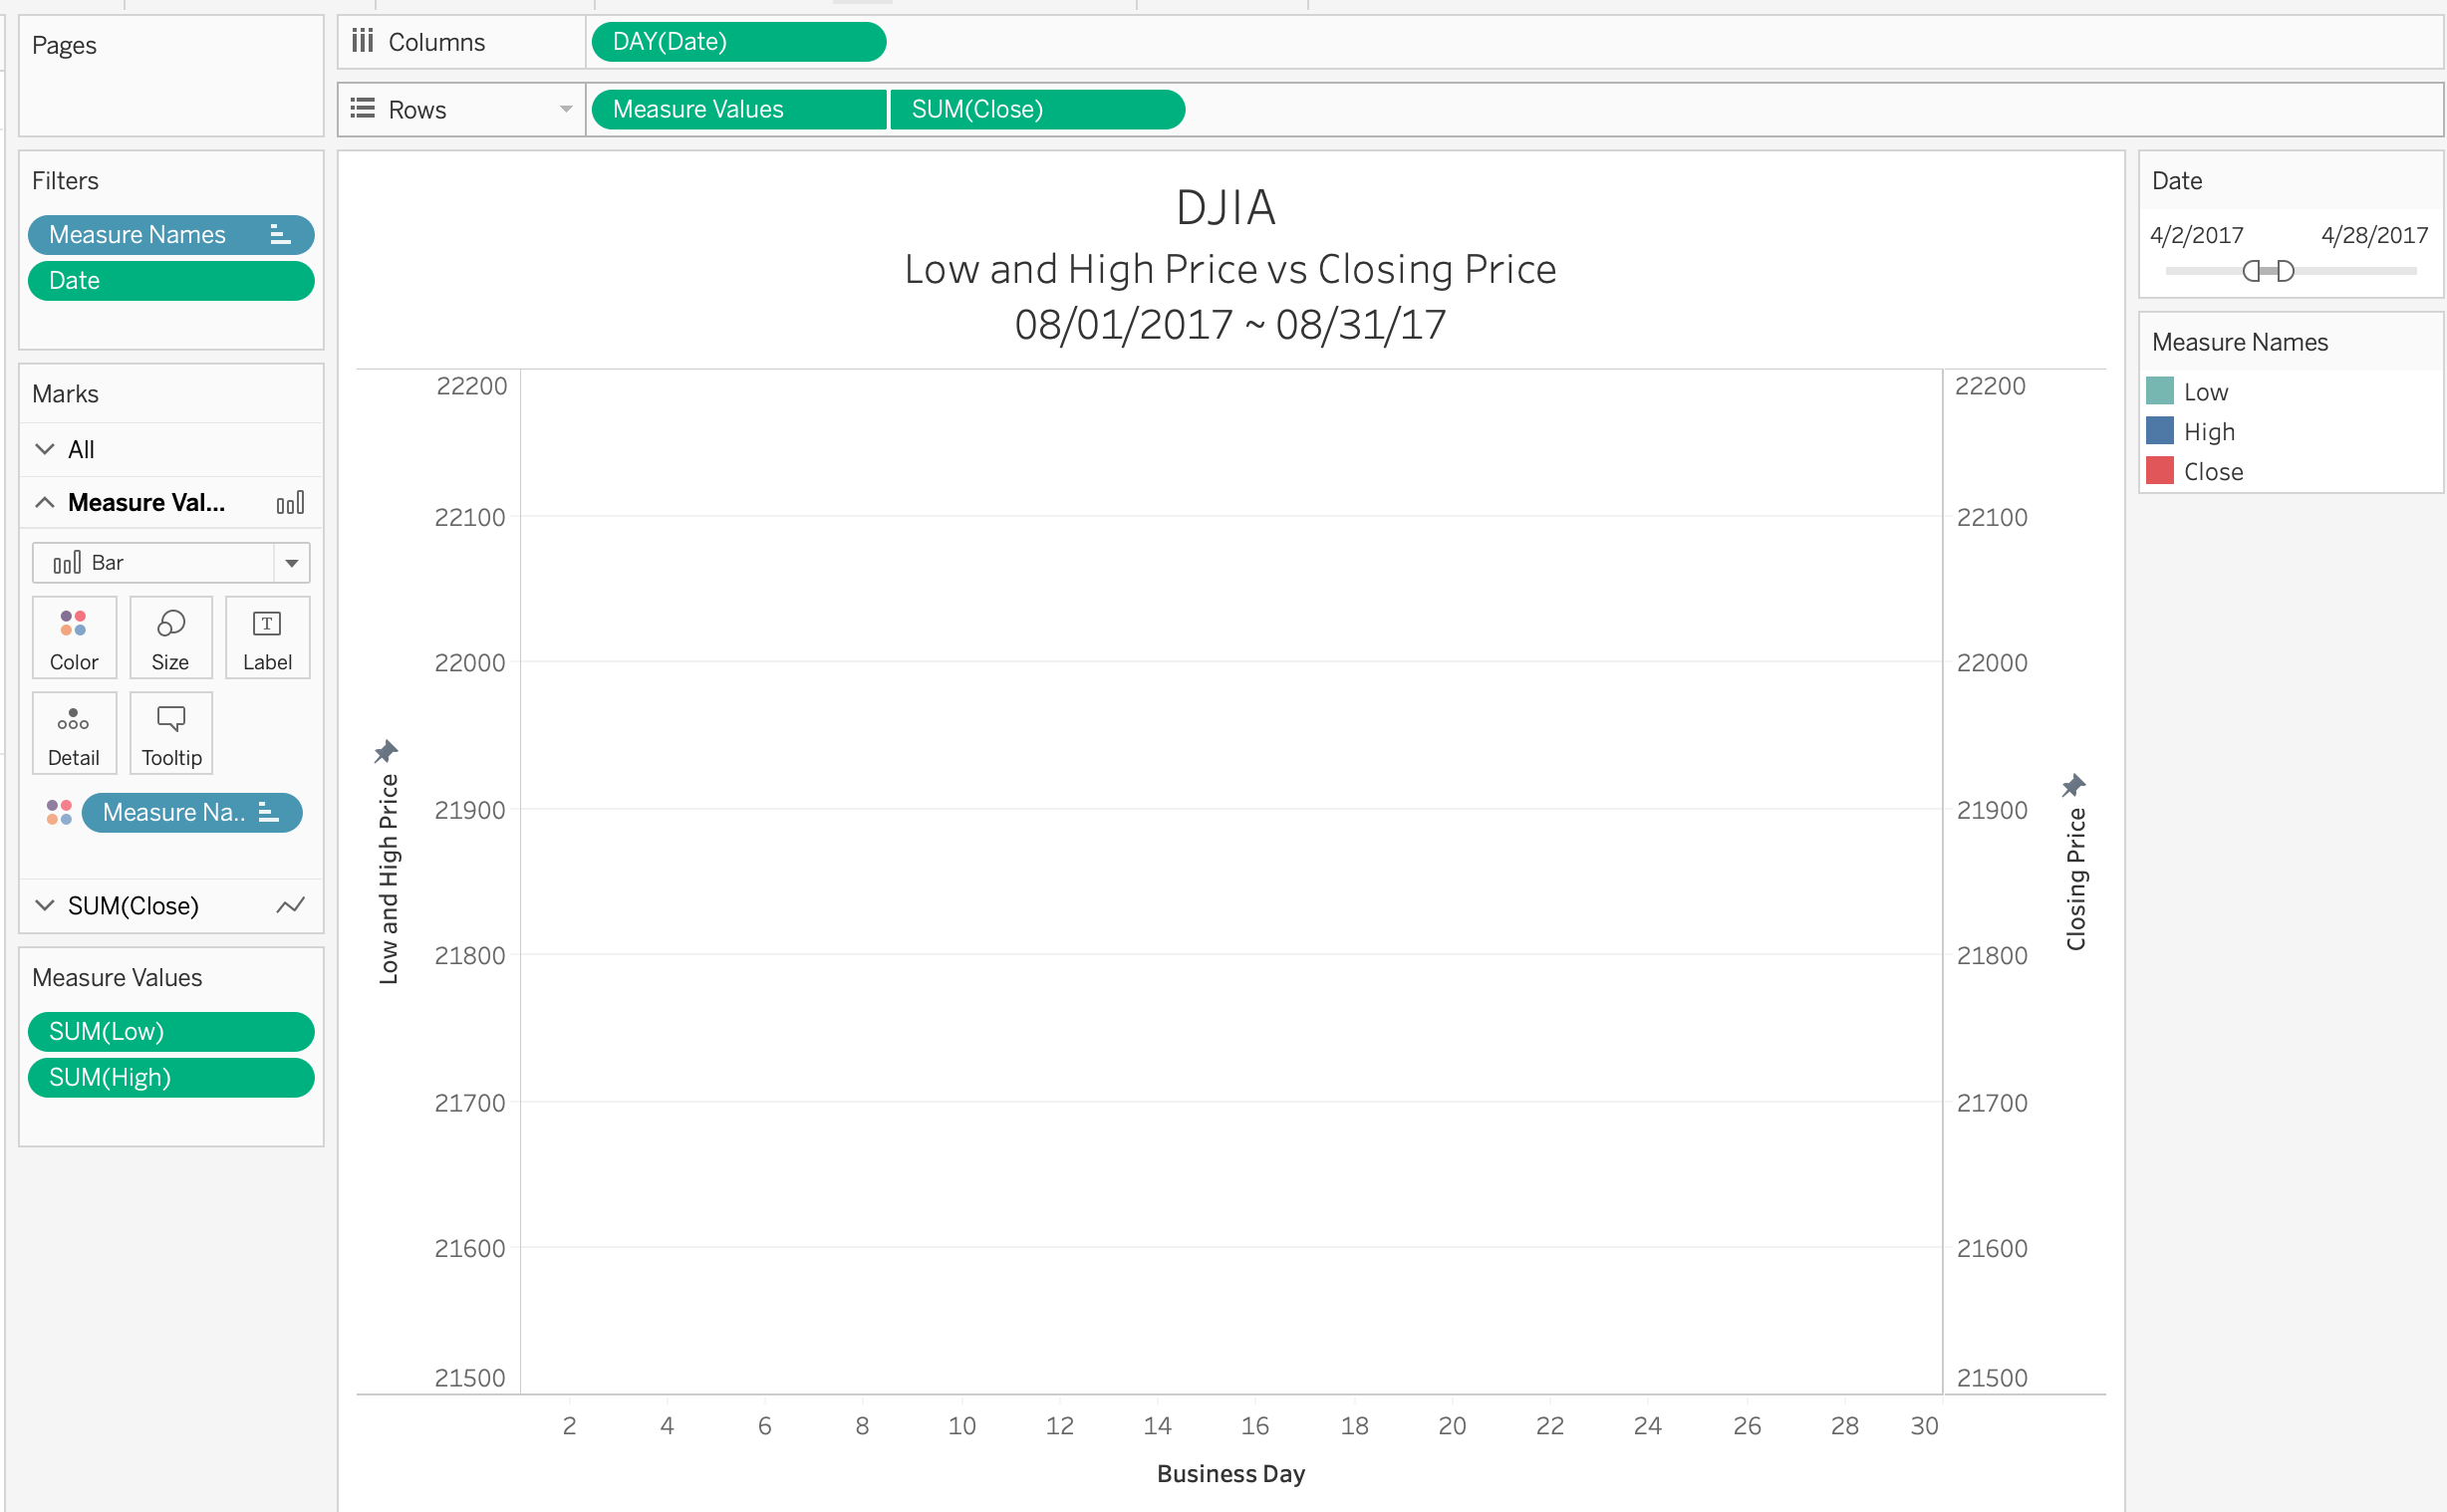 Pages
Columns
DAY(Date)
Rows
Measure Values
SUM(Close)
Filters
Measure Names
Date
Marks
All
Measure Val...
Bar
Color
Size
T
Label
Detail
Tooltip
Measure Na..
SUM(Close)
Measure Values
SUM(Low)
SUM(High)
DJIA
Low and High Price vs Closing Price
08/01/2017 ~ 08/31/17
Low and High Price
22200
22100
22000
21900
21800
21700
21600
21500
22200
22100
22000
21900
21800
21700
21600
21500
Closing Price
2 4 6 8 10 12 14 16 18 20 22 24 26 28 30
Business Day
Date
4/2/2017 4/28/2017
Measure Names
Low
High
Close